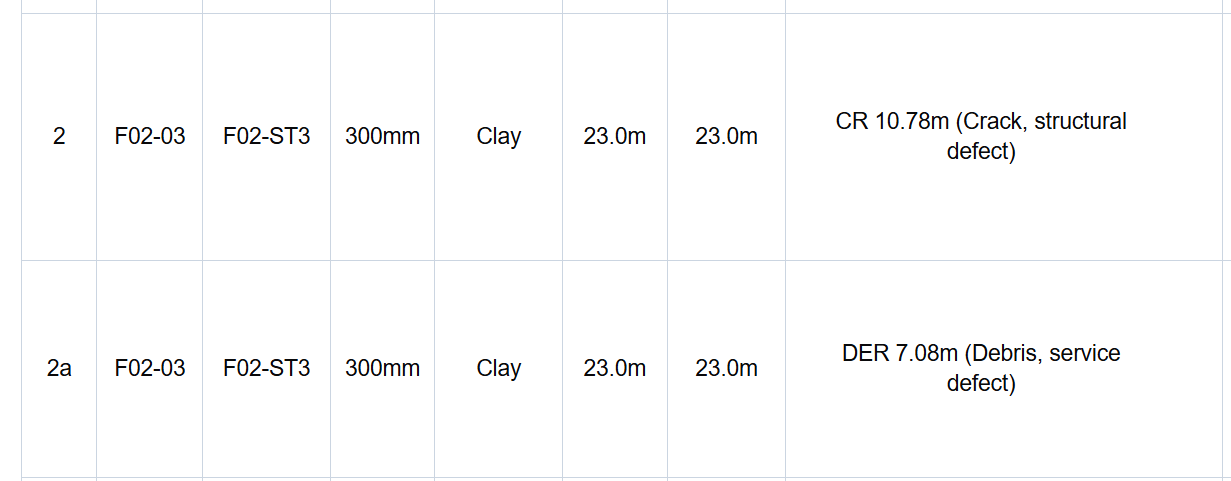 2 F02-03 F02-ST3 300mm Clay 23.0m 23.0m CR 10.78m (Crack, structural
defect)
2a F02-03 F02-ST3 300mm Clay 23.0m 23.0m DER 7.08m (Debris, service
defect)